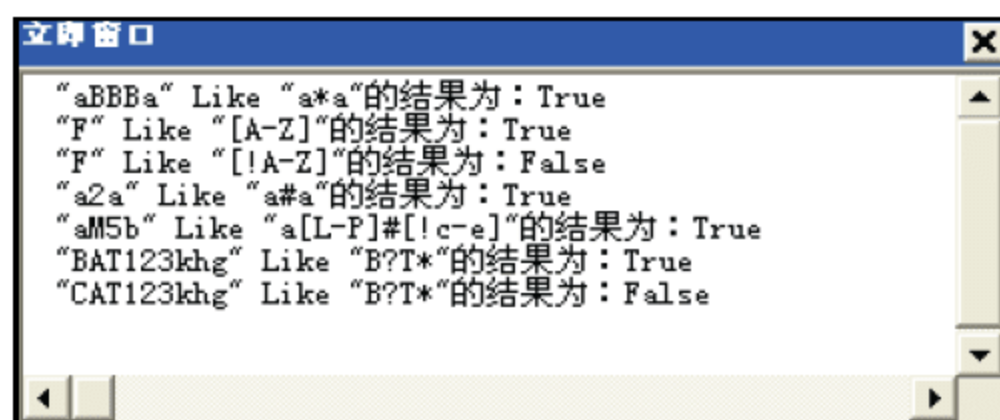 立即窗口
"aBBBa" Like "a*a"的结果为：True
"F" Like "[A-Z]"的结果为：True
"F" Like "[!A-Z]"的结果为：False
"a2a" Like "a#a"的结果为：True
"aM5b" Like "a[L-P]#[!c-e]"的结果为：True
"BAT123khg" Like "B?T*"的结果为：True
"CAT123khg" Like "B?T*"的结果为：False